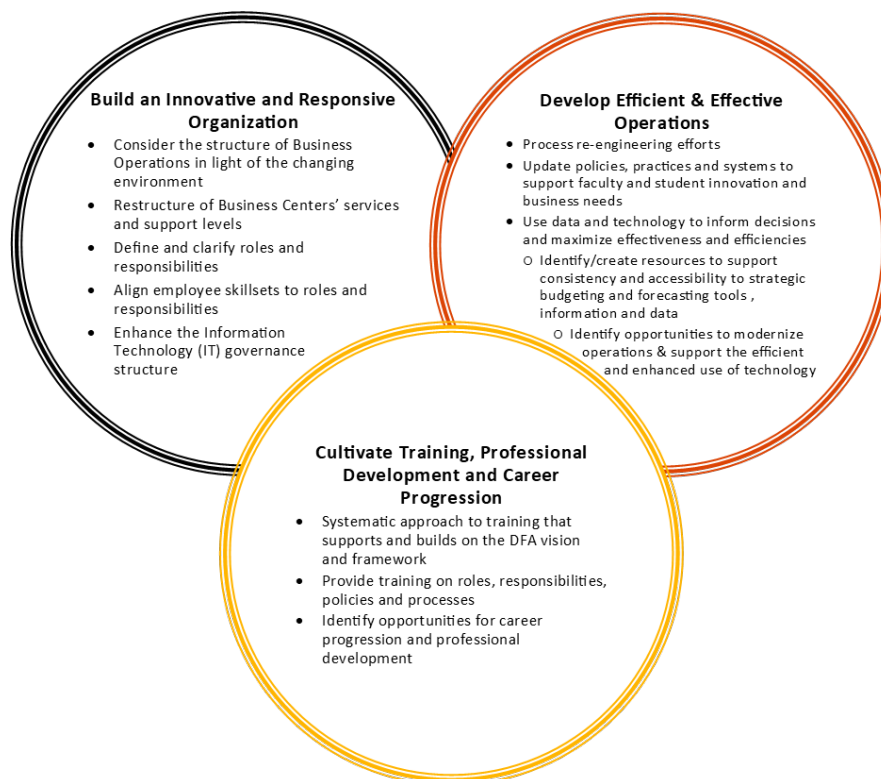 Build an Innovative and Responsive
Organization
• Consider the structure of Business
Operations in light of the changing
environment
• Restructure of Business Centers’ services
and support levels
• Define and clarify roles and
responsibilities
• Align employee skillsets to roles and
responsibilities
• Enhance the Information
Technology (IT) governance
structure
Develop Efficient & Effective
Operations
• Process re-engineering efforts
• Update policies, practices and systems to
support faculty and student innovation and
business needs
• Use data and technology to inform decisions
and maximize effectiveness and efficiencies
o Identify/create resources to support
consistency and accessibility to strategic
budgeting and forecasting tools ,
information and data
o Identify opportunities to modernize
operations & support the efficient
and enhanced use of technology
Cultivate Training, Professional
Development and Career
Progression
• Systematic approach to training that
supports and builds on the DFA vision
and framework
• Provide training on roles, responsibilities,
policies and processes
• Identify opportunities for career
progression and professional
development